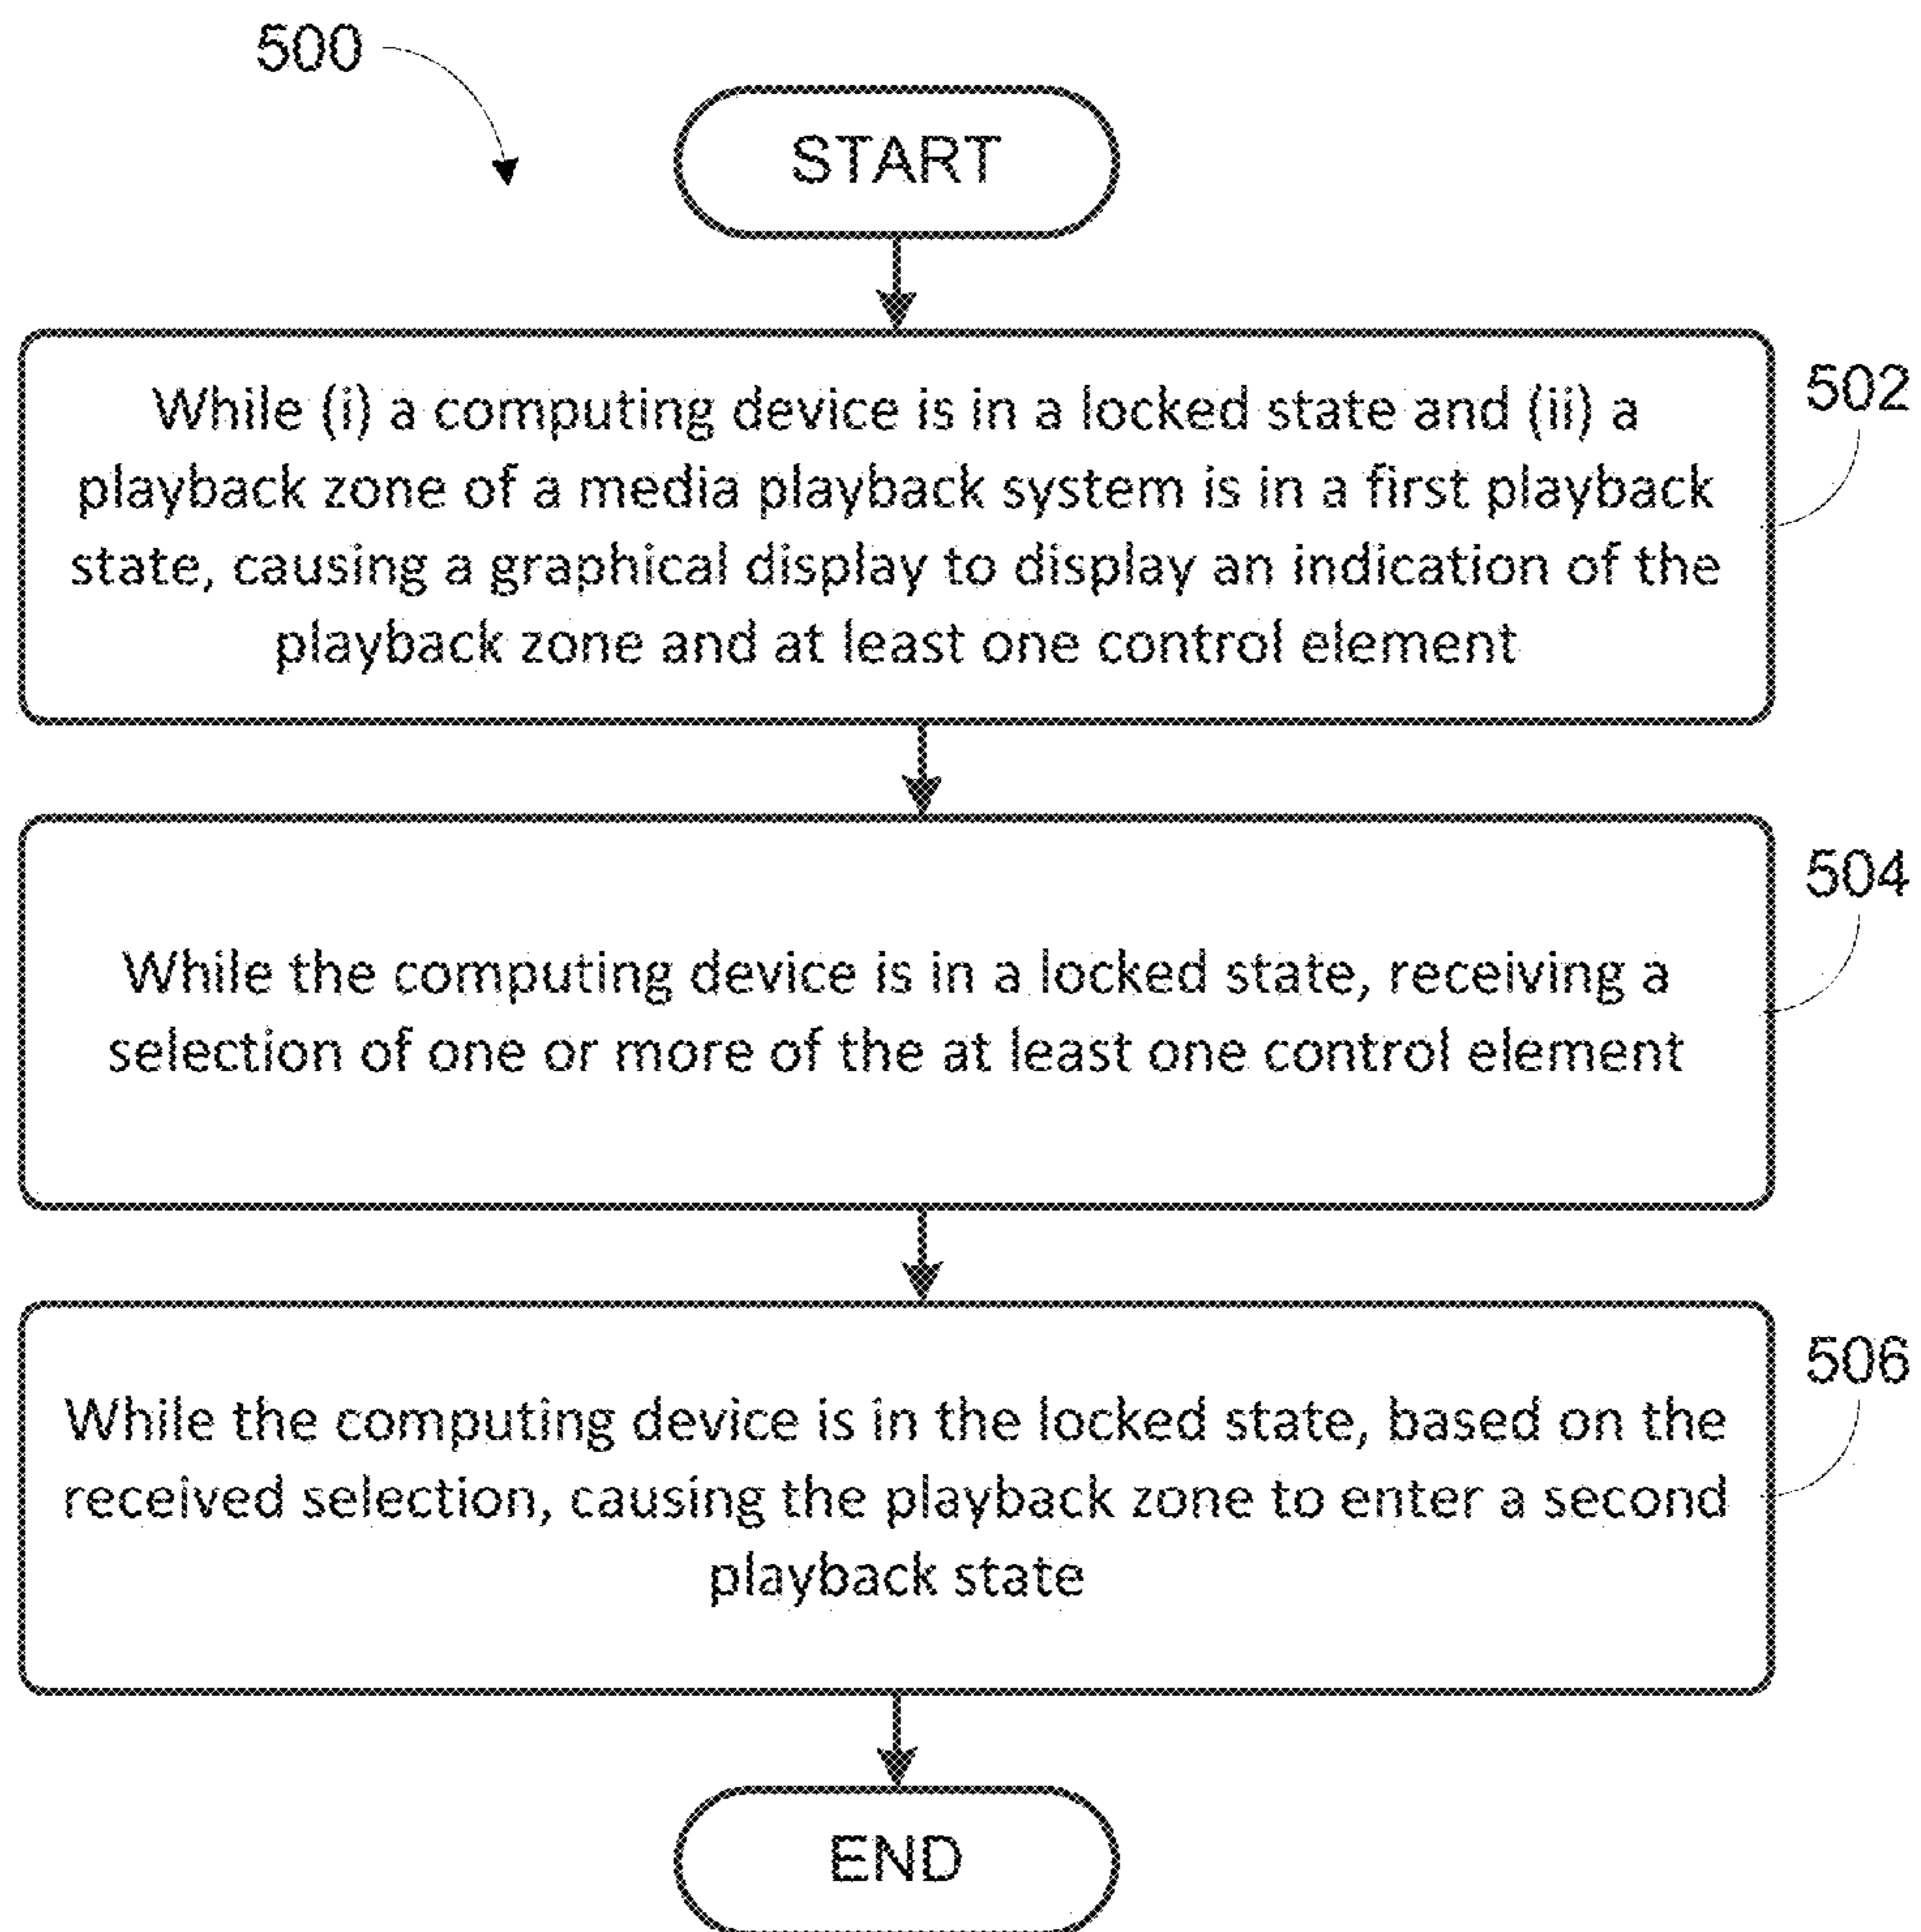 500
START
While (i) a computing device is in a locked state and (ii) a
playback zone of a media playback system is in a first playback
state, causing a graphical display to display an indication of the
playback zone and at least one control element
502
While the computing device is in a locked state, receiving a
selection of one or more of the at least one control element
504
While the computing device is in the locked state, based on the
received selection, causing the playback zone to enter a second
playback state
506
END